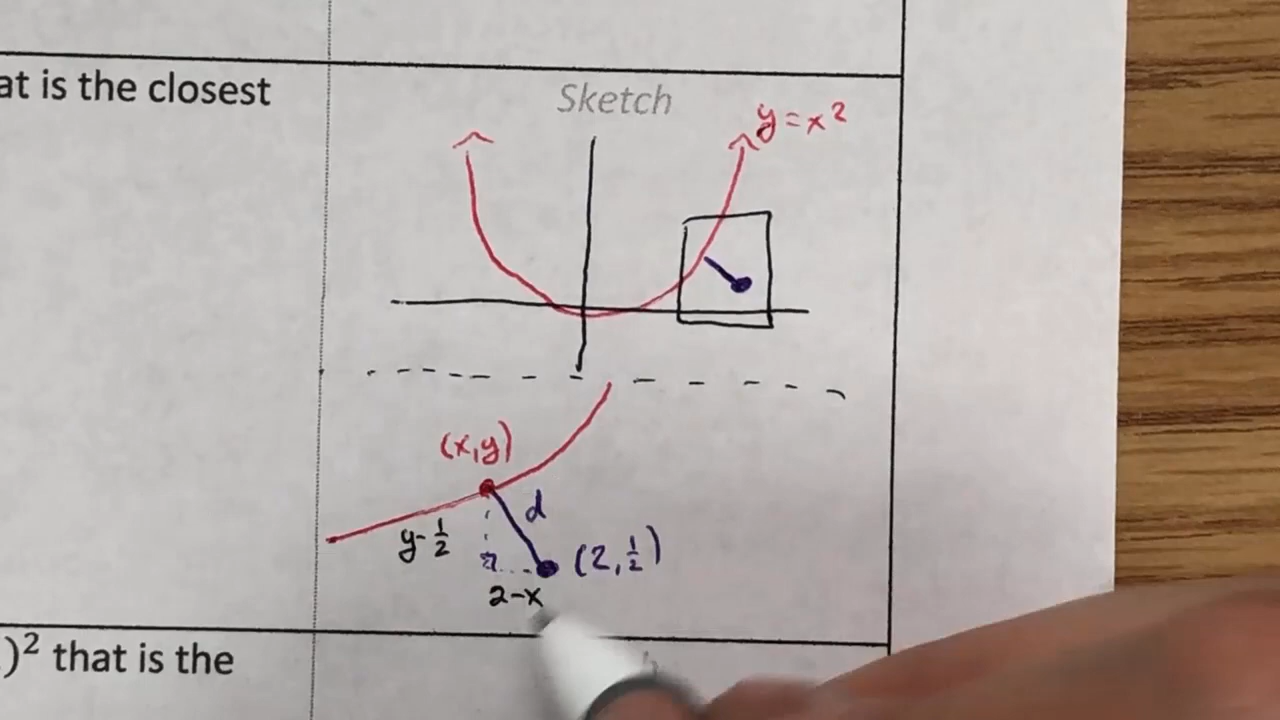 at is the closest
Sketch
y = x²
(x,y)
d
y-½
(2,½)
2-x
)² that is the